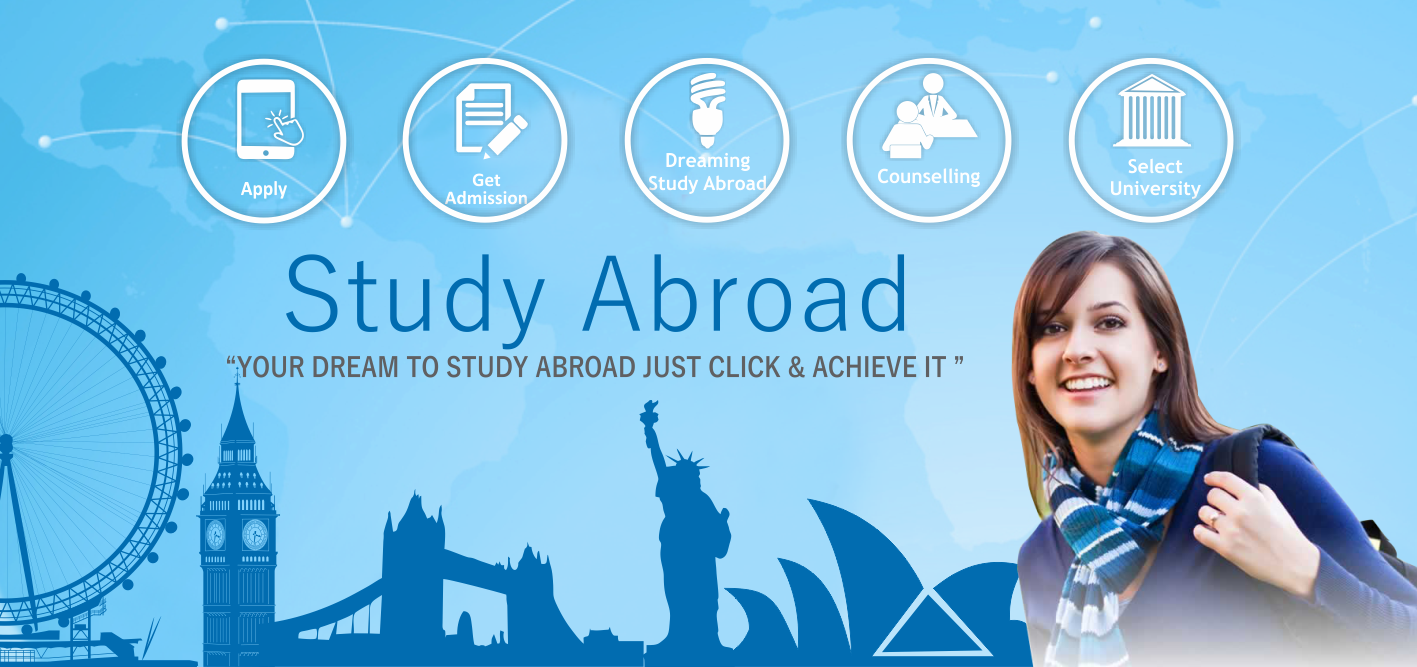 Apply
Get
Admission
Dreaming
Study Abroad
Counselling
Select
University
Study Abroad
“YOUR DREAM TO STUDY ABROAD JUST CLICK & ACHIEVE IT ”